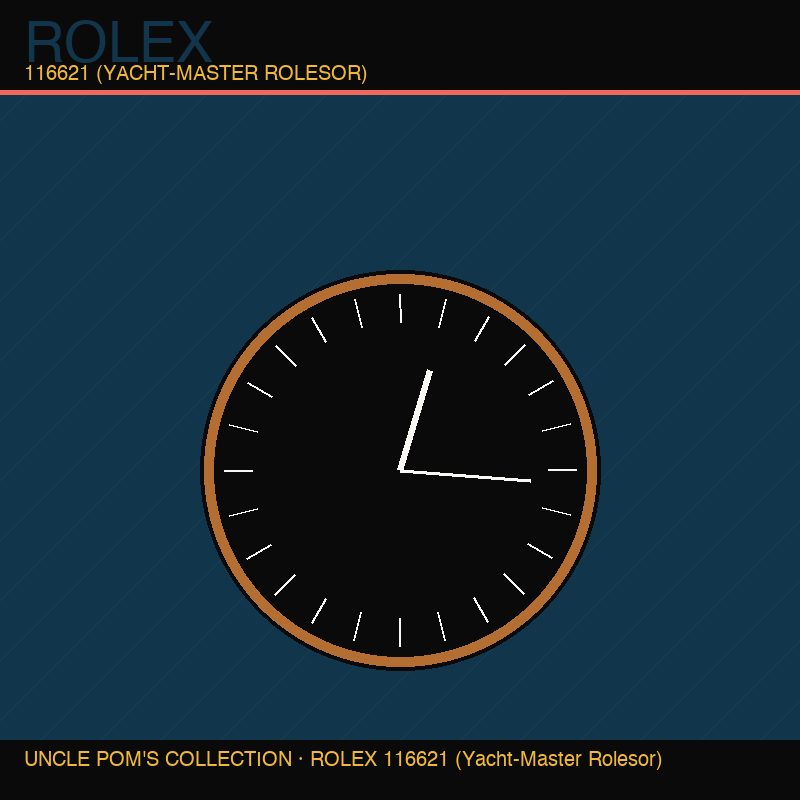 ROLEX
116621 (YACHT-MASTER ROLESOR)
UNCLE POM'S COLLECTION · ROLEX 116621 (Yacht-Master Rolesor)